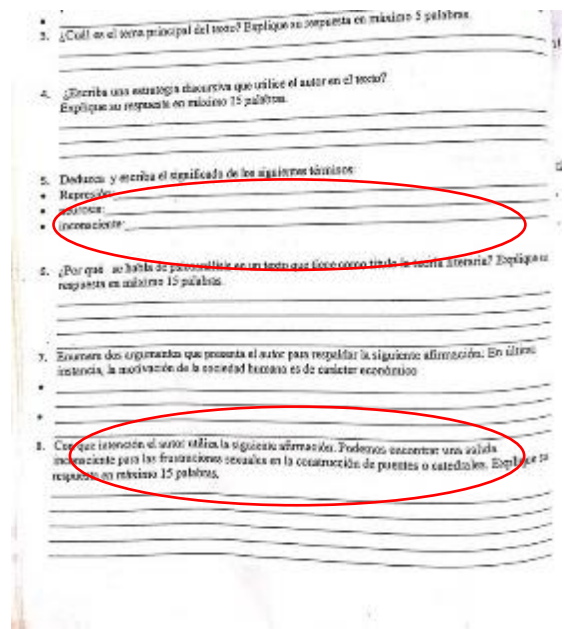 3. ¿Cuál es el tema principal del texto? Explique su respuesta en máximo 5 palabras.
4. ¿Escriba una estrategia discursiva que utilice el autor en el texto?
Explique su respuesta en máximo 15 palabras.
5. Deduzca y escriba el significado de los siguientes términos:
• Represión:
• neurosis:
• inconsciente:
6. ¿Por qué se habla de psicoanálisis en un texto que tiene como título la teoría literaria? Explique su
respuesta en máximo 15 palabras.
7. Enumere dos argumentos que presenta el autor para respaldar la siguiente afirmación: En última
instancia, la motivación de la sociedad humana es de carácter económico
8. Con que intención el autor utiliza la siguiente afirmación. Podemos encontrar una salida
inconsciente para las frustraciones sexuales en la construcción de puentes o catedrales. Explique su
respuesta en máximo 15 palabras.